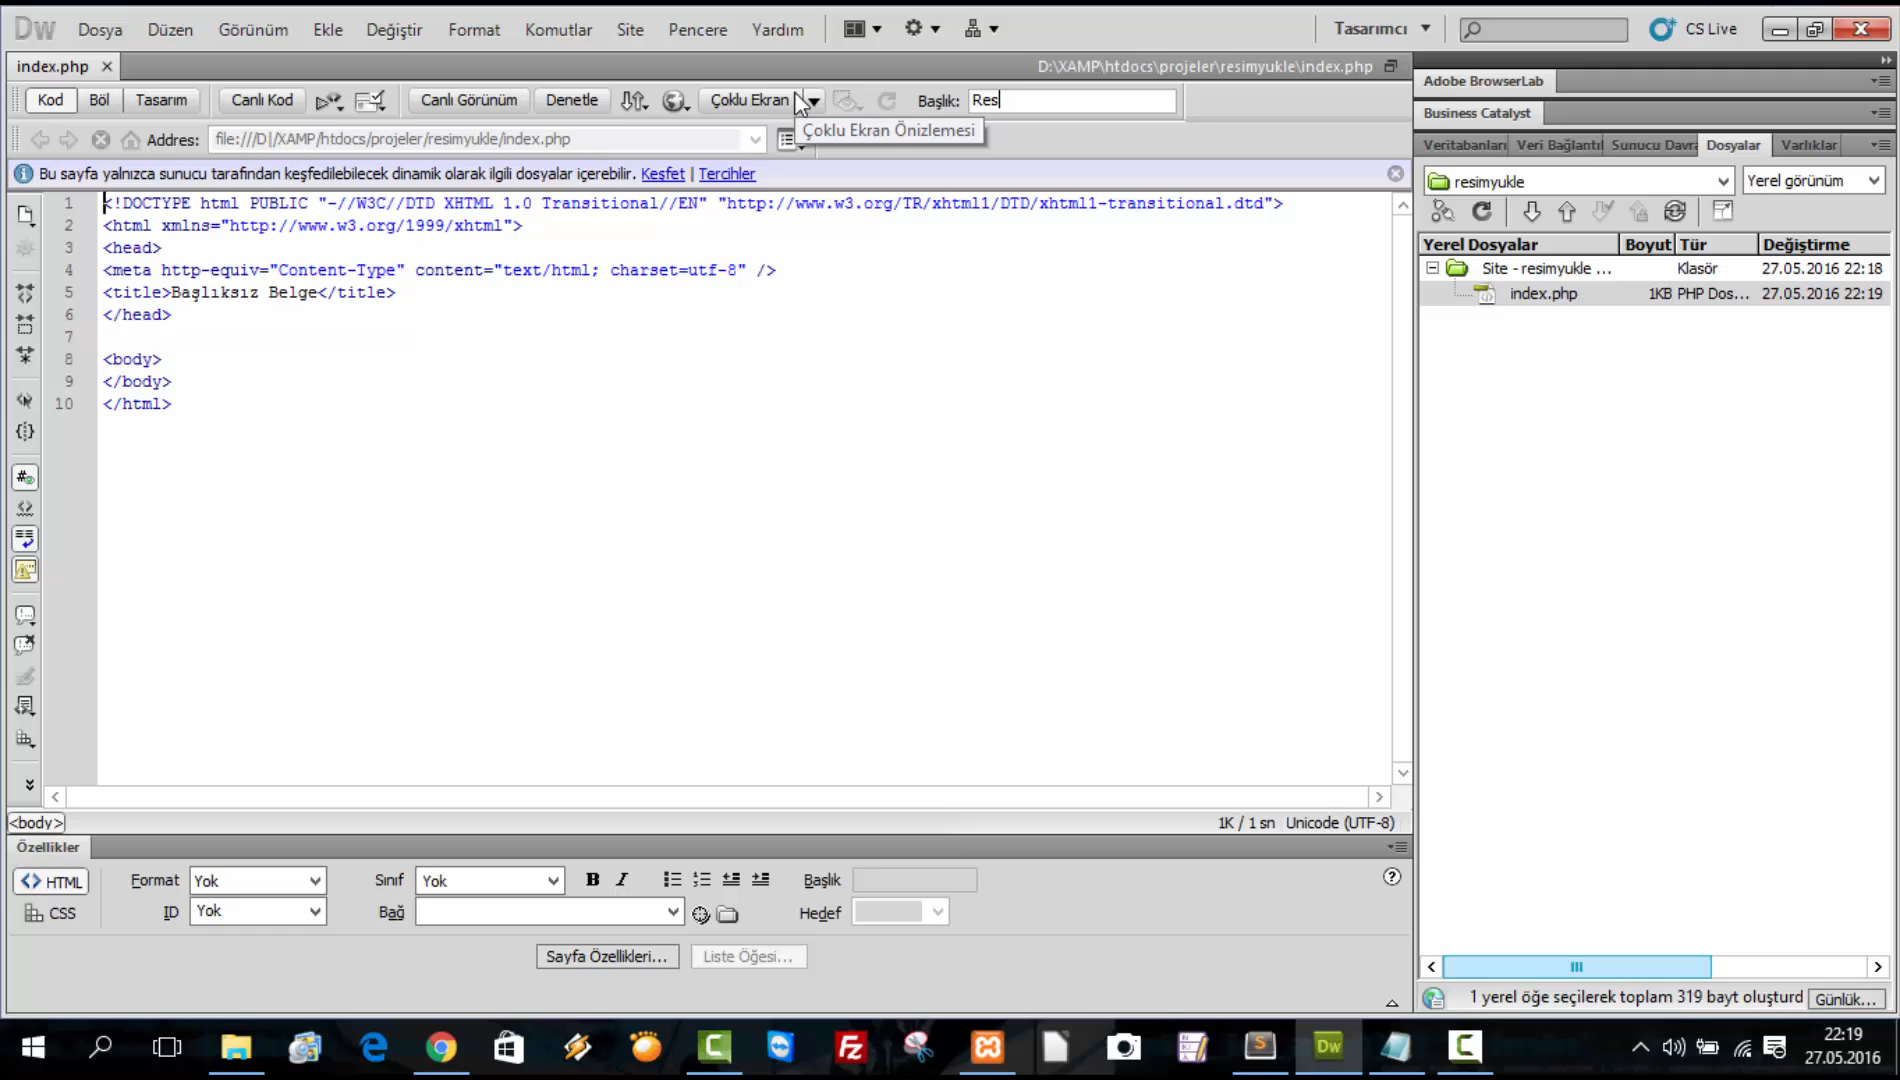 Dw Dosya Düzen Görünüm Ekle Değiştir Format Komutlar Site Pencere Yardım Tasarımcı CS Live
index.php D:\XAMP\htdocs\projeler\resimyukle\index.php
Kod Böl Tasarım Canlı Kod Canlı Görünüm Denetle Çoklu Ekran Başlık: Res
Çoklu Ekran Önizlemesi
Addres: file:///D|/XAMP/htdocs/projeler/resimyukle/index.php
Bu sayfa yalnızca sunucu tarafından keşfedilebilecek dinamik olarak ilgili dosyalar içerebilir. Keşfet | Tercihler
1 <!DOCTYPE html PUBLIC "-//W3C//DTD XHTML 1.0 Transitional//EN" "http://www.w3.org/TR/xhtml1/DTD/xhtml1-transitional.dtd">
2 <html xmlns="http://www.w3.org/1999/xhtml">
3 <head>
4 <meta http-equiv="Content-Type" content="text/html; charset=utf-8" />
5 <title>Başlıksız Belge</title>
6 </head>
7
8 <body>
9 </body>
10 </html>
<body> 1K / 1 sn Unicode (UTF-8)
Özellikler
HTML Format Yok Sınıf Yok B I Başlık
CSS ID Yok Bağ Hedef
Sayfa Özellikleri... Liste Öğesi...
Adobe BrowserLab
Business Catalyst
Veritabanları Veri Bağlantıl Sunucu Davra Dosyalar Varlıklar
resimyukle Yerel görünüm
Yerel Dosyalar Boyut Tür Değiştirme
Site - resimyukle ... Klasör 27.05.2016 22:18
index.php 1KB PHP Dos... 27.05.2016 22:19
1 yerel öğe seçilerek toplam 319 bayt oluşturd Günlük...
22:19
27.05.2016